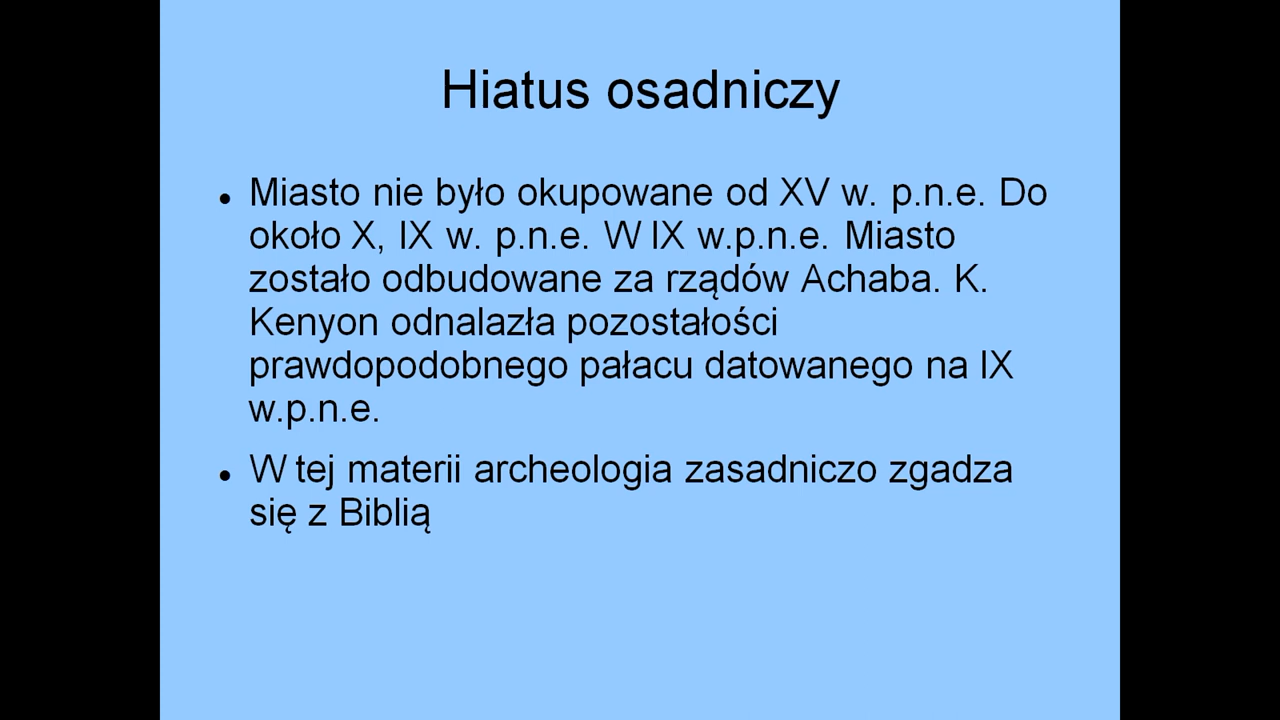 Hiatus osadniczy
Miasto nie było okupowane od XV w. p.n.e. Do
około X, IX w. p.n.e. W IX w.p.n.e. Miasto
zostało odbudowane za rządów Achaba. K.
Kenyon odnalazła pozostałości
prawdopodobnego pałacu datowanego na IX
w.p.n.e.
W tej materii archeologia zasadniczo zgadza
się z Biblią